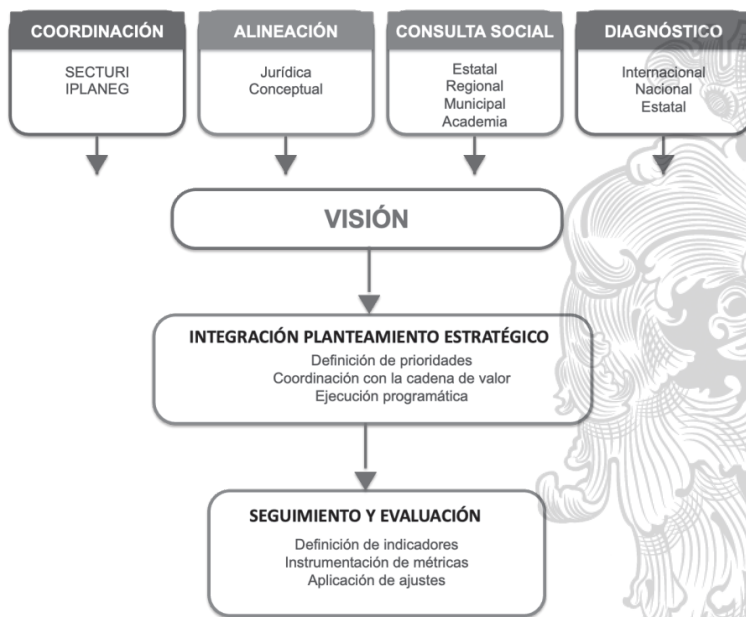 COORDINACIÓN
SECTURI
IPLANEG
ALINEACIÓN
Jurídica
Conceptual
CONSULTA SOCIAL
Estatal
Regional
Municipal
Academia
DIAGNÓSTICO
Internacional
Nacional
Estatal
VISIÓN
INTEGRACIÓN PLANTEAMIENTO ESTRATÉGICO
Definición de prioridades
Coordinación con la cadena de valor
Ejecución programática
SEGUIMIENTO Y EVALUACIÓN
Definición de indicadores
Instrumentación de métricas
Aplicación de ajustes